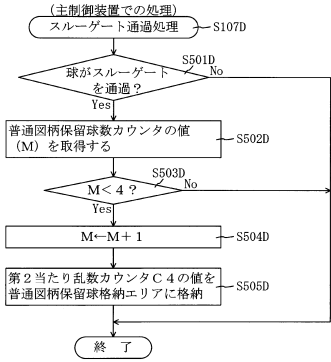 (主制御装置での処理)
スルーゲート通過処理
S107D
球がスルーゲート
を通過？
S501D
No
Yes
普通図柄保留球数カウンタの値
(M)を取得する
S502D
M＜4？
S503D
No
Yes
M←M＋1
S504D
第２当たり乱数カウンタC4の値を
普通図柄保留球格納エリアに格納
S505D
終 了